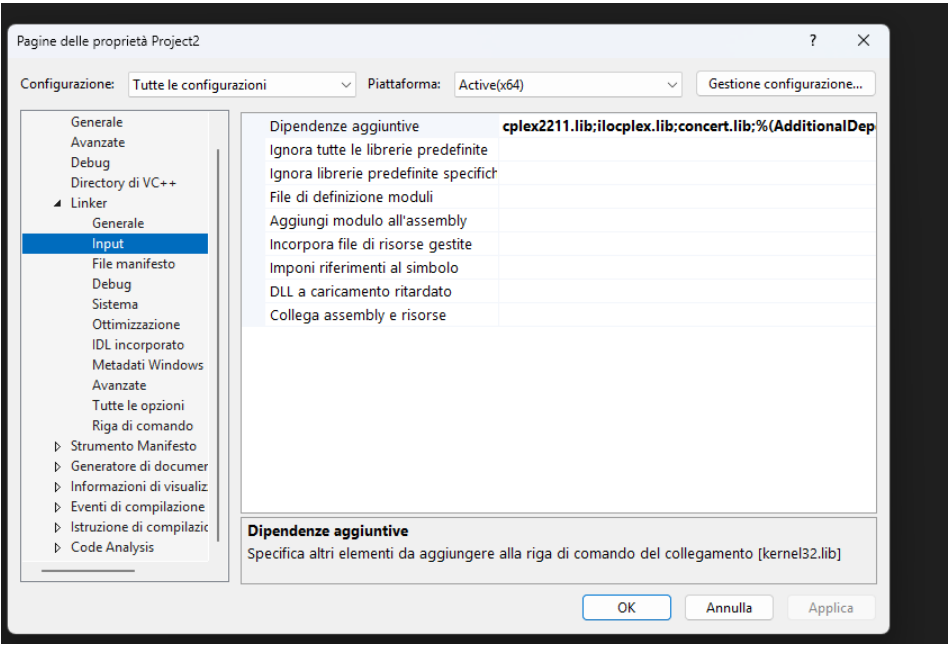 Pagine delle proprietà Project2
?
Configurazione: Tutte le configurazioni Piattaforma: Active(x64) Gestione configurazione...
Generale
Avanzate
Debug
Directory di VC++
Linker
Generale
Input
File manifesto
Debug
Sistema
Ottimizzazione
IDL incorporato
Metadati Windows
Avanzate
Tutte le opzioni
Riga di comando
Strumento Manifesto
Generatore di documen
Informazioni di visualiz
Eventi di compilazione
Istruzione di compilazic
Code Analysis
Dipendenze aggiuntive cplex2211.lib;ilocplex.lib;concert.lib;%(AdditionalDep
Ignora tutte le librerie predefinite
Ignora librerie predefinite specifich
File di definizione moduli
Aggiungi modulo all'assembly
Incorpora file di risorse gestite
Imponi riferimenti al simbolo
DLL a caricamento ritardato
Collega assembly e risorse
Dipendenze aggiuntive
Specifica altri elementi da aggiungere alla riga di comando del collegamento [kernel32.lib]
OK Annulla Applica